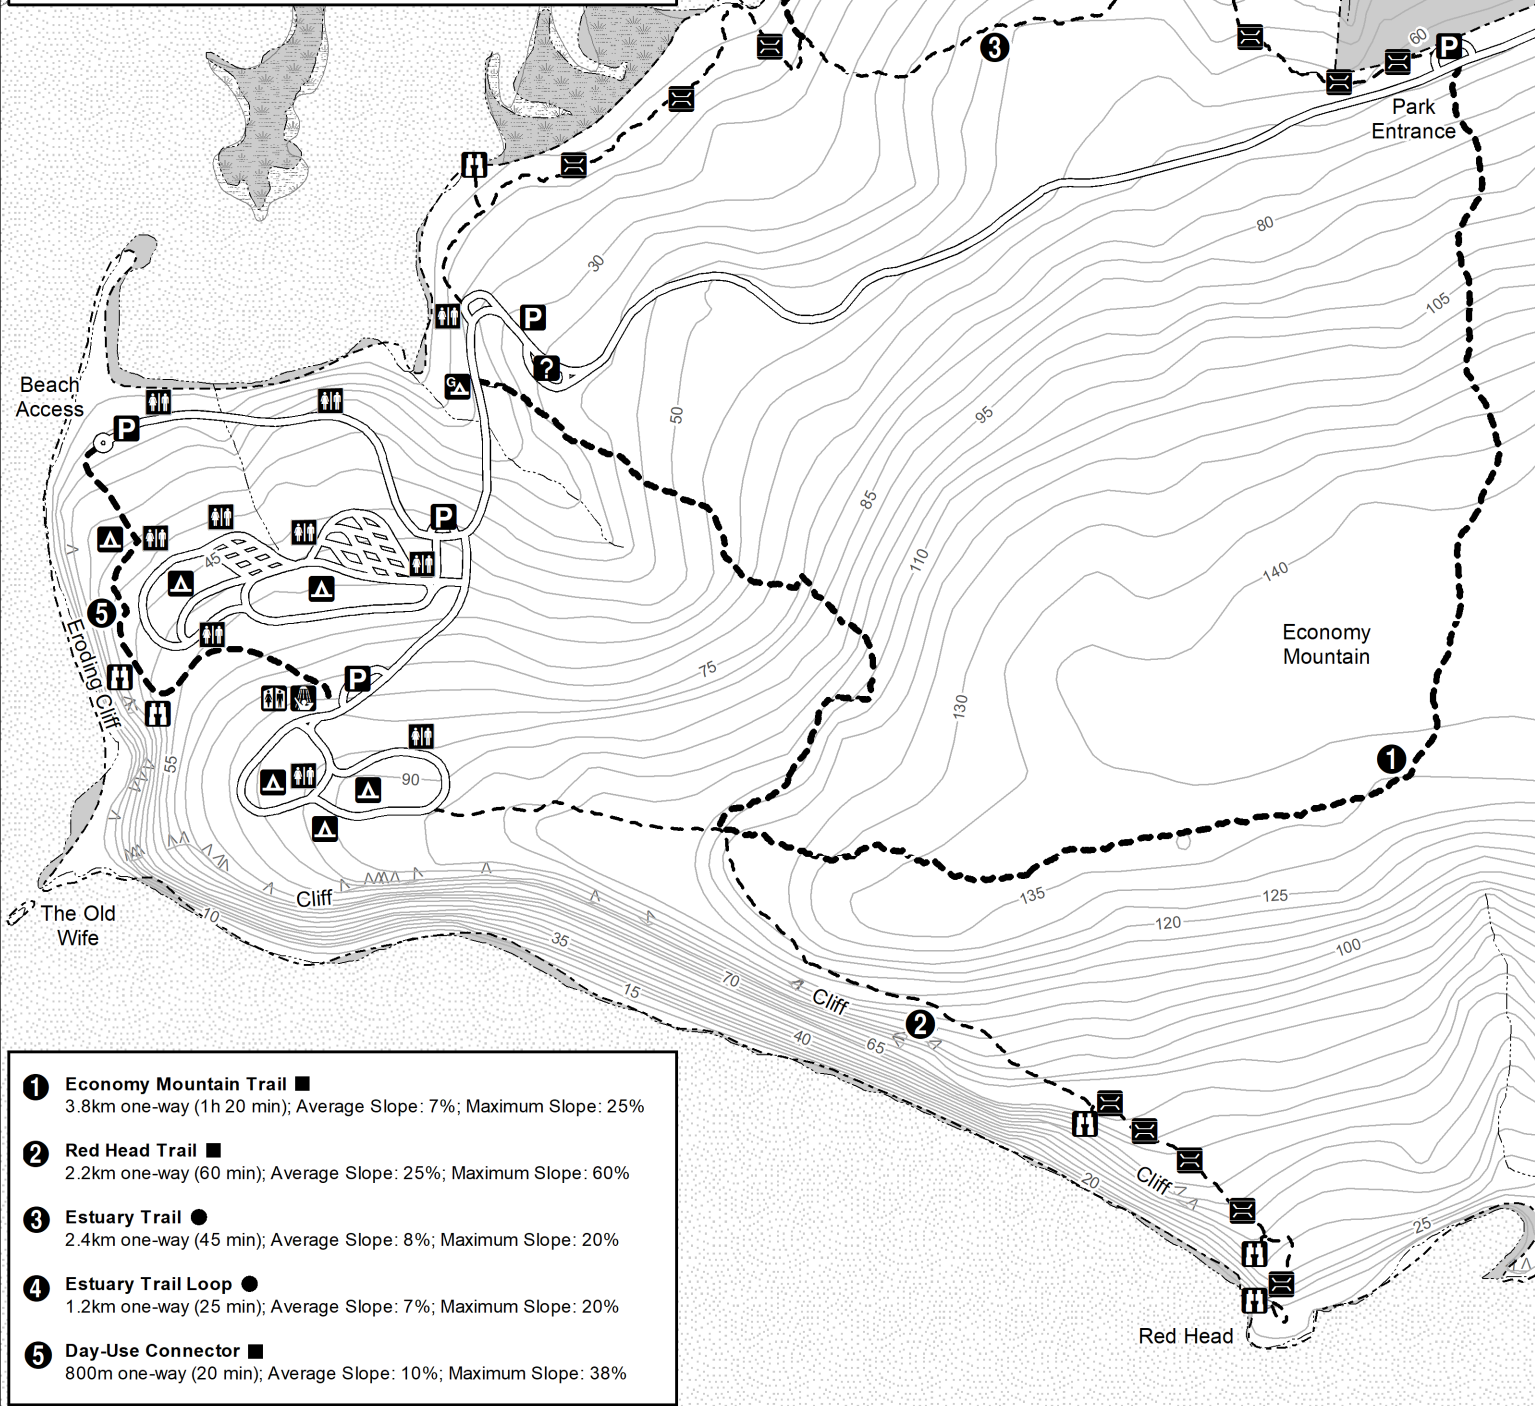 3
60
P
Park
Entrance
80
30
105
P
?
G
Beach
Access
P
50
95
85
P
45
110
140
5
Economy
Mountain
Eroding Cliff
75
P
130
55
90
1
Cliff
135
125
The Old
Wife
10
120
35
100
70
15
Cliff
2
40
65
20
Cliff
25
Red Head
1 Economy Mountain Trail
3.8km one-way (1h 20 min); Average Slope: 7%; Maximum Slope: 25%
2 Red Head Trail
2.2km one-way (60 min); Average Slope: 25%; Maximum Slope: 60%
3 Estuary Trail
2.4km one-way (45 min); Average Slope: 8%; Maximum Slope: 20%
4 Estuary Trail Loop
1.2km one-way (25 min); Average Slope: 7%; Maximum Slope: 20%
5 Day-Use Connector
800m one-way (20 min); Average Slope: 10%; Maximum Slope: 38%